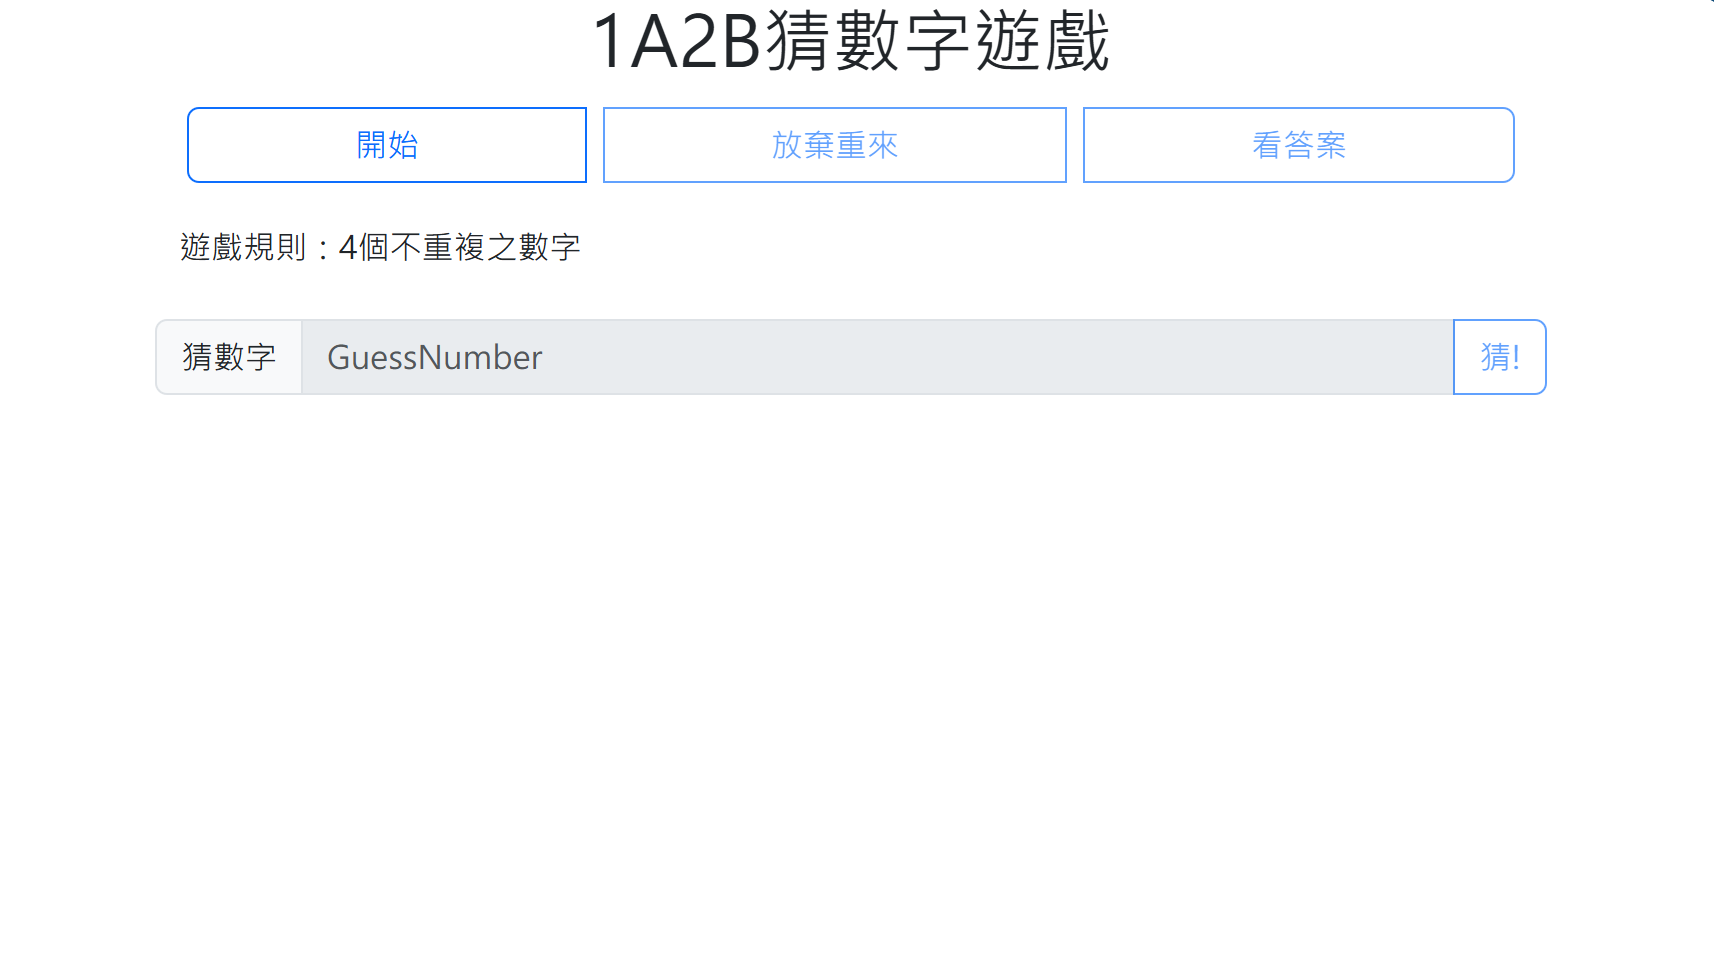 1A2B猜數字遊戲
開始
放棄重來
看答案
遊戲規則：4個不重複之數字
猜數字
GuessNumber
猜!